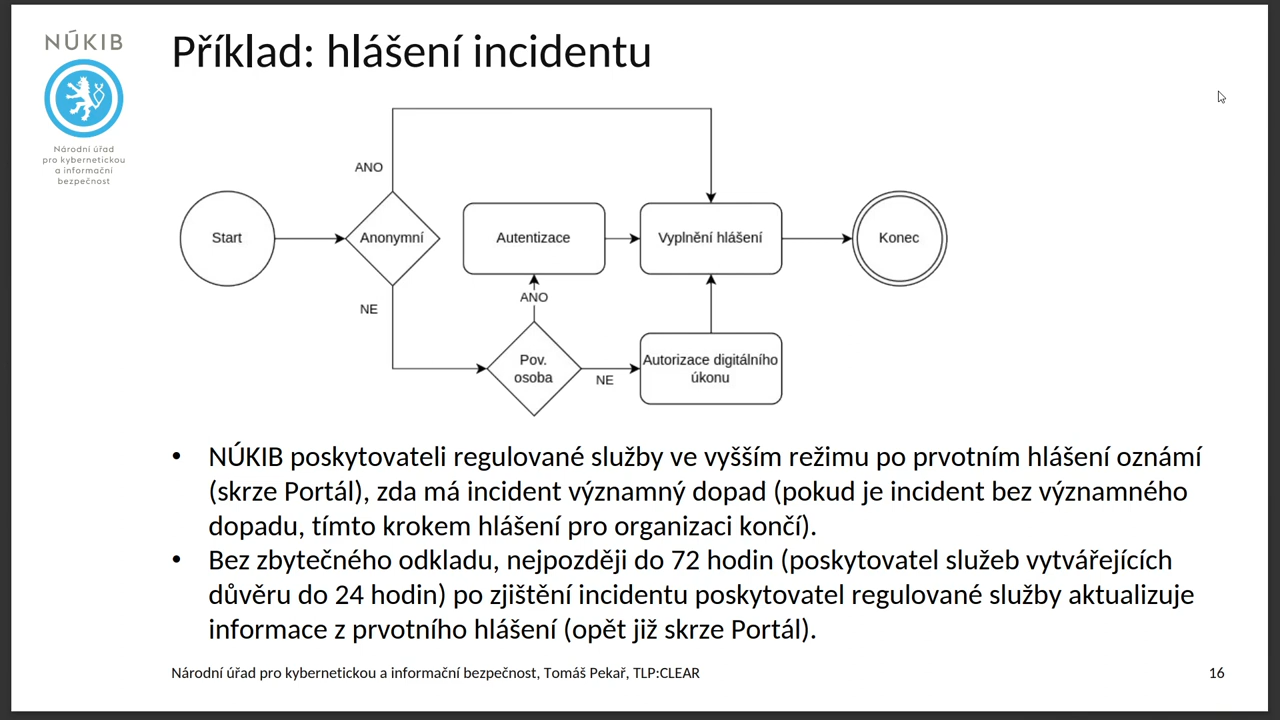 NÚKIB
Národní úřad
pro kybernetickou
a informační
bezpečnost
Příklad: hlášení incidentu
ANO
Start
Anonymní
Autentizace
Vyplnění hlášení
Konec
NE
ANO
Pov.
osoba
NE
Autorizace digitálního
úkonu
• NÚKIB poskytovateli regulované služby ve vyšším režimu po prvotním hlášení oznámí
(skrze Portál), zda má incident významný dopad (pokud je incident bez významného
dopadu, tímto krokem hlášení pro organizaci končí).
• Bez zbytečného odkladu, nejpozději do 72 hodin (poskytovatel služeb vytvářejících
důvěru do 24 hodin) po zjištění incidentu poskytovatel regulované služby aktualizuje
informace z prvotního hlášení (opět již skrze Portál).
Národní úřad pro kybernetickou a informační bezpečnost, Tomáš Pekař, TLP:CLEAR
16